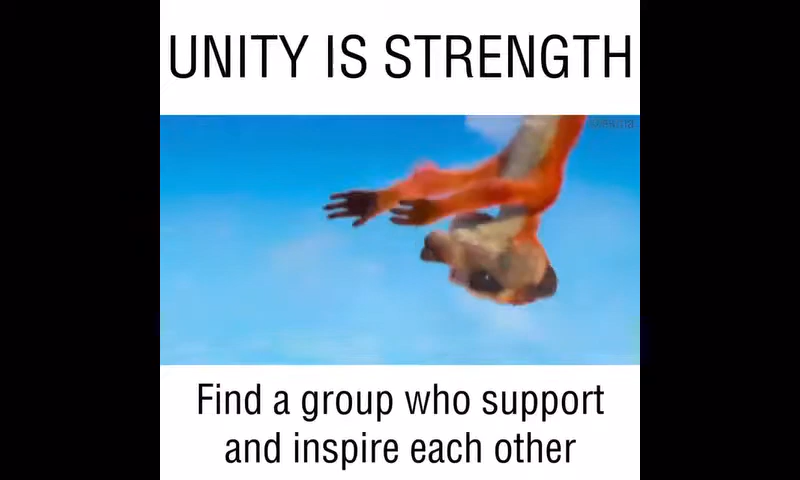 UNITY IS STRENGTH
Find a group who support
and inspire each other